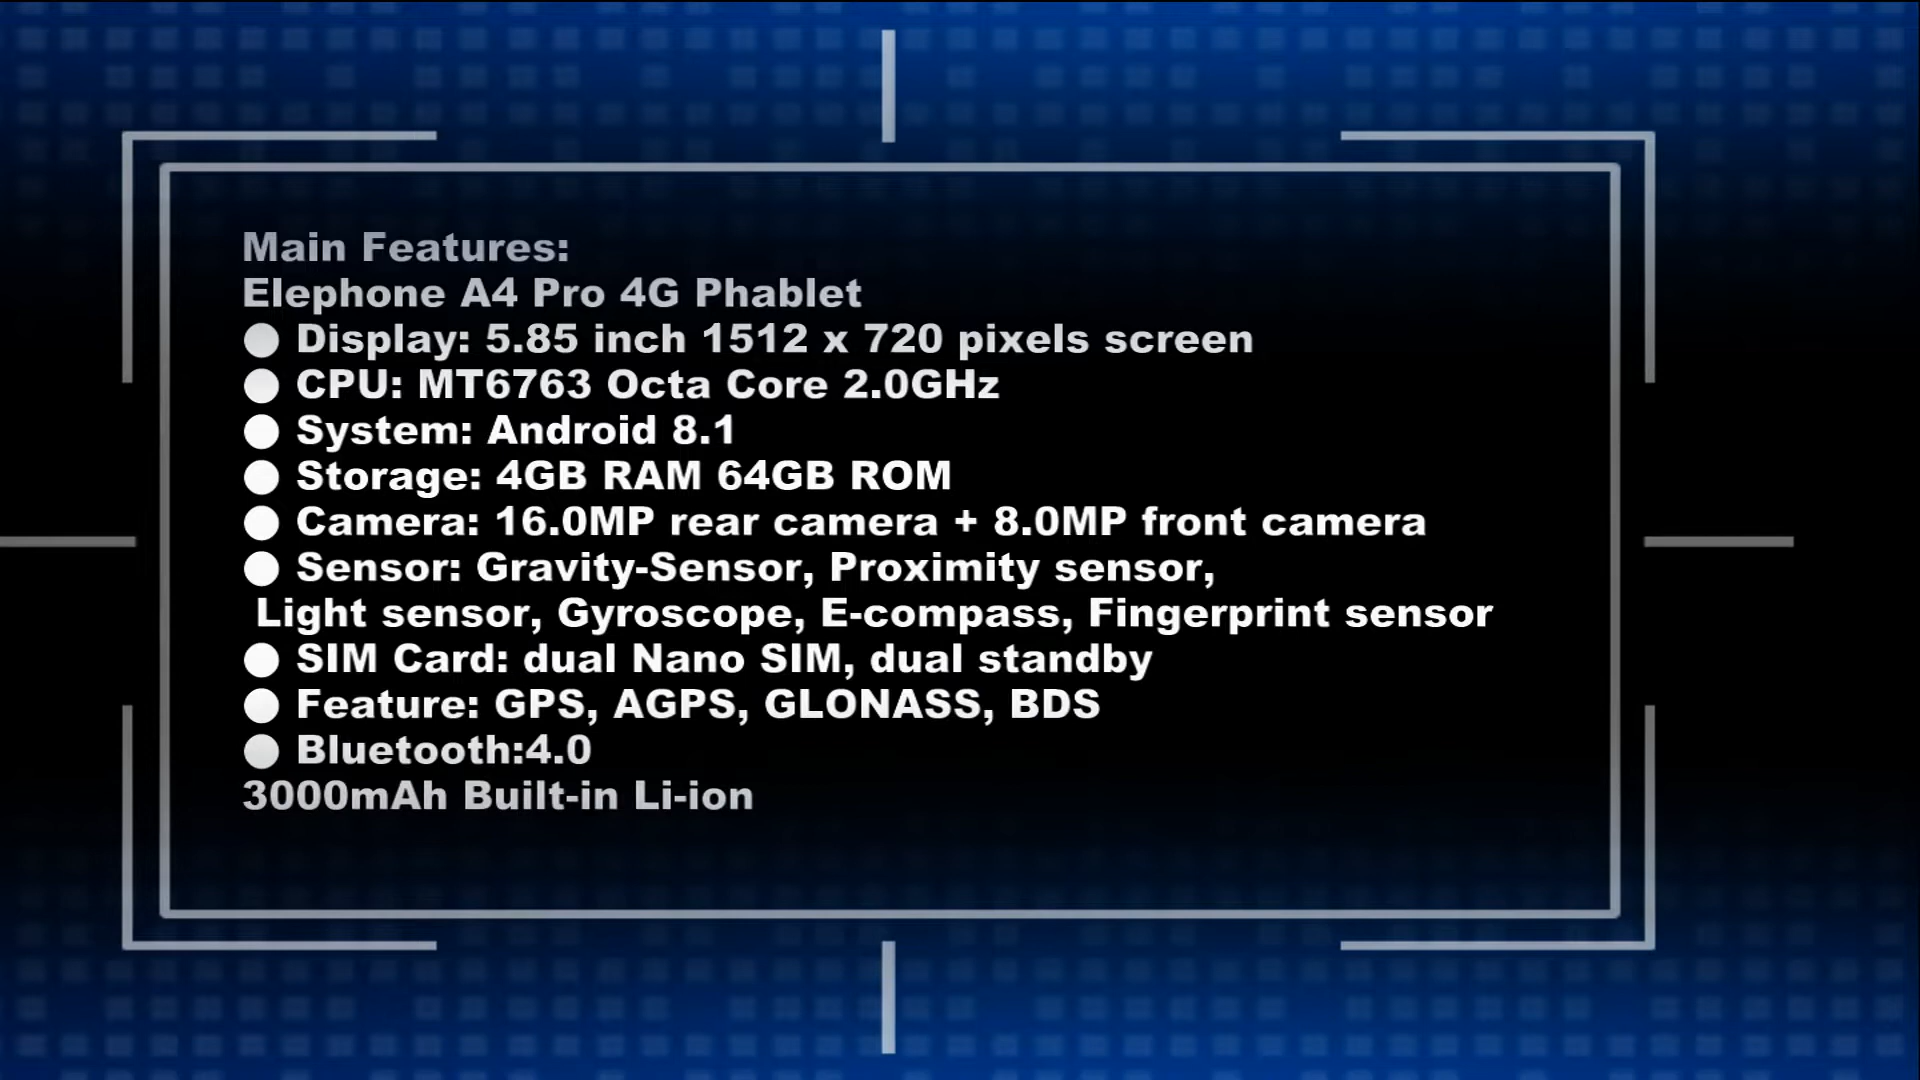 Main Features:
Elephone A4 Pro 4G Phablet
● Display: 5.85 inch 1512 x 720 pixels screen
● CPU: MT6763 Octa Core 2.0GHz
● System: Android 8.1
● Storage: 4GB RAM 64GB ROM
● Camera: 16.0MP rear camera + 8.0MP front camera
● Sensor: Gravity-Sensor, Proximity sensor,
Light sensor, Gyroscope, E-compass, Fingerprint sensor
● SIM Card: dual Nano SIM, dual standby
● Feature: GPS, AGPS, GLONASS, BDS
● Bluetooth:4.0
3000mAh Built-in Li-ion